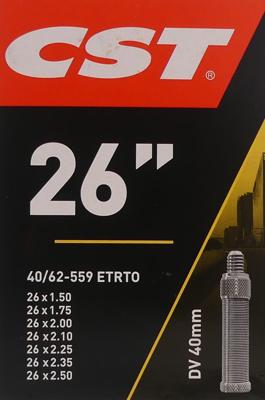 CST®
26”
40/62-559 ETRTO
26 x 1.50
26 x 1.75
26 x 2.00
26 x 2.10
26 x 2.25
26 x 2.35
26 x 2.50
DV 40mm